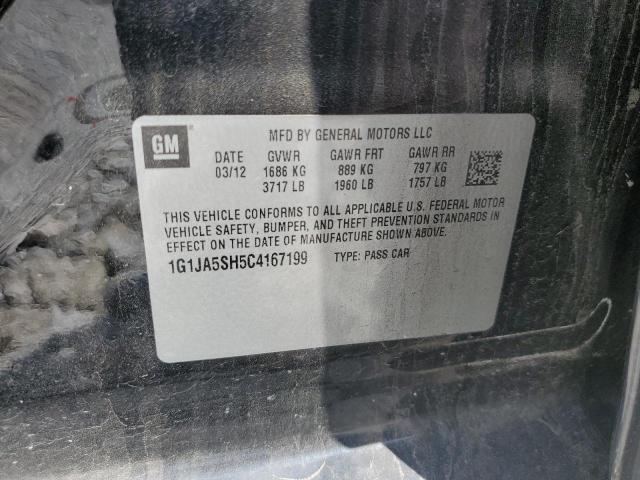 GM
MFD BY GENERAL MOTORS LLC
DATE GVWR GAWR FRT GAWR RR
03/12 1686 KG 889 KG 797 KG
3717 LB 1960 LB 1757 LB
THIS VEHICLE CONFORMS TO ALL APPLICABLE U.S. FEDERAL MOTOR
VEHICLE SAFETY, BUMPER, AND THEFT PREVENTION STANDARDS IN
EFFECT ON THE DATE OF MANUFACTURE SHOWN ABOVE.
1G1JA5SH5C4167199 TYPE: PASS CAR